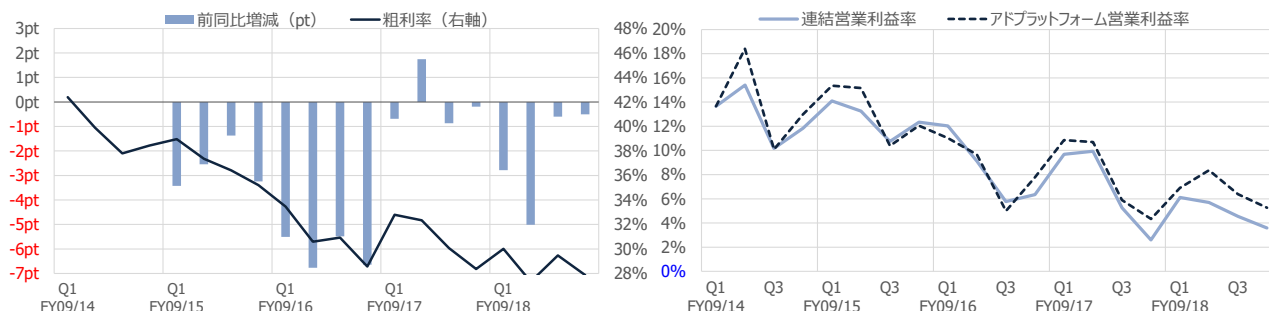 前同比増減（pt） 粗利率（右軸）
3pt 48%
2pt 46%
1pt 44%
0pt 42%
-1pt 40%
-2pt 38%
-3pt 36%
-4pt 34%
-5pt 32%
-6pt 30%
-7pt 28%
Q1 Q1 Q1 Q1 Q1
FY09/14 FY09/15 FY09/16 FY09/17 FY09/18
連結営業利益率 アドプラットフォーム営業利益率
20%
18%
16%
14%
12%
10%
8%
6%
4%
2%
0%
Q1 Q3 Q1 Q3 Q1 Q3 Q1 Q3 Q1 Q3
FY09/14 FY09/15 FY09/16 FY09/17 FY09/18